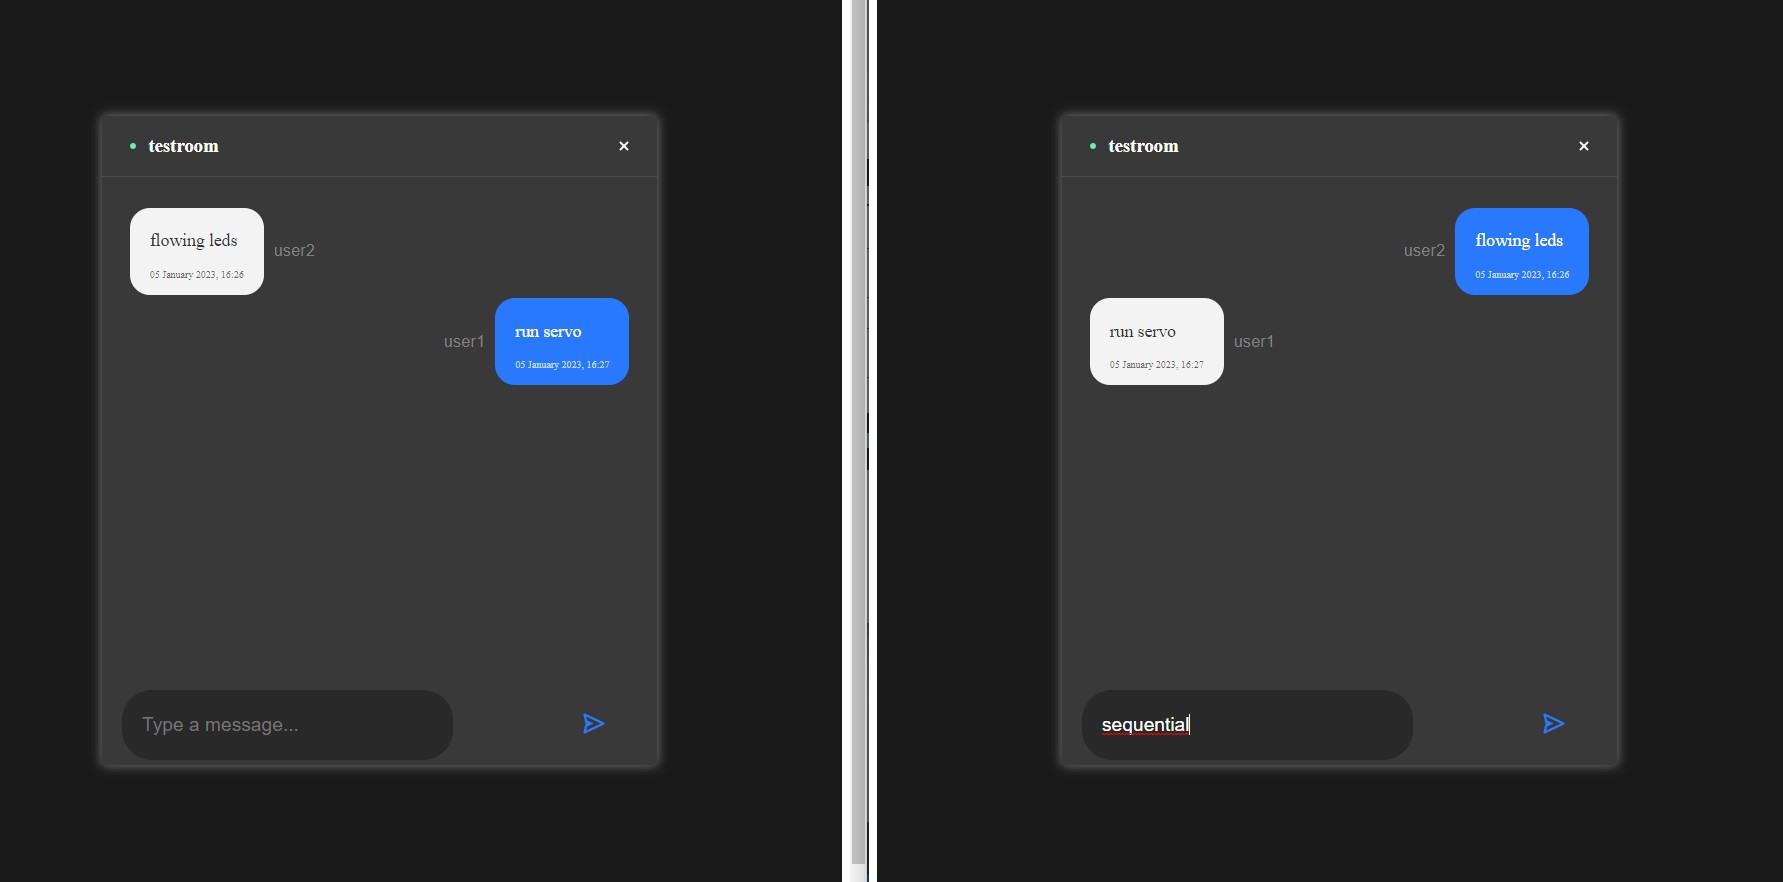 testroom
flowing leds
05 January 2023, 16:26
user2
user1
run servo
05 January 2023, 16:27
Type a message...
testroom
user2
flowing leds
05 January 2023, 16:26
run servo
05 January 2023, 16:27
user1
sequential